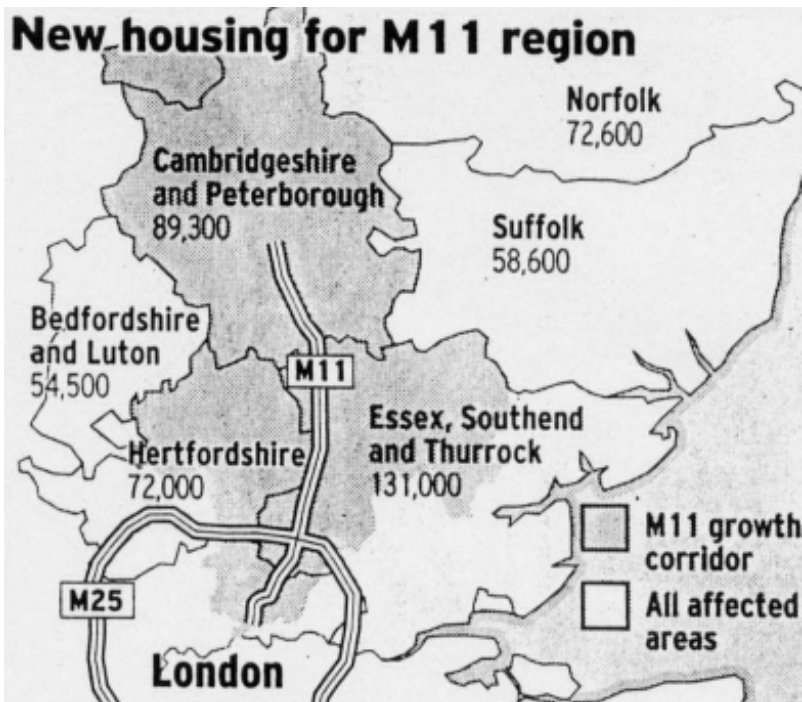 New housing for M11 region
Norfolk
72,600
Cambridgeshire
and Peterborough
89,300
Suffolk
58,600
Bedfordshire
and Luton
54,500
M11
Essex, Southend
and Thurrock
131,000
Hertfordshire
72,000
M11 growth
corridor
M25
All affected
areas
London